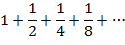 1 + 1/2 + 1/4 + 1/8 + ⋯